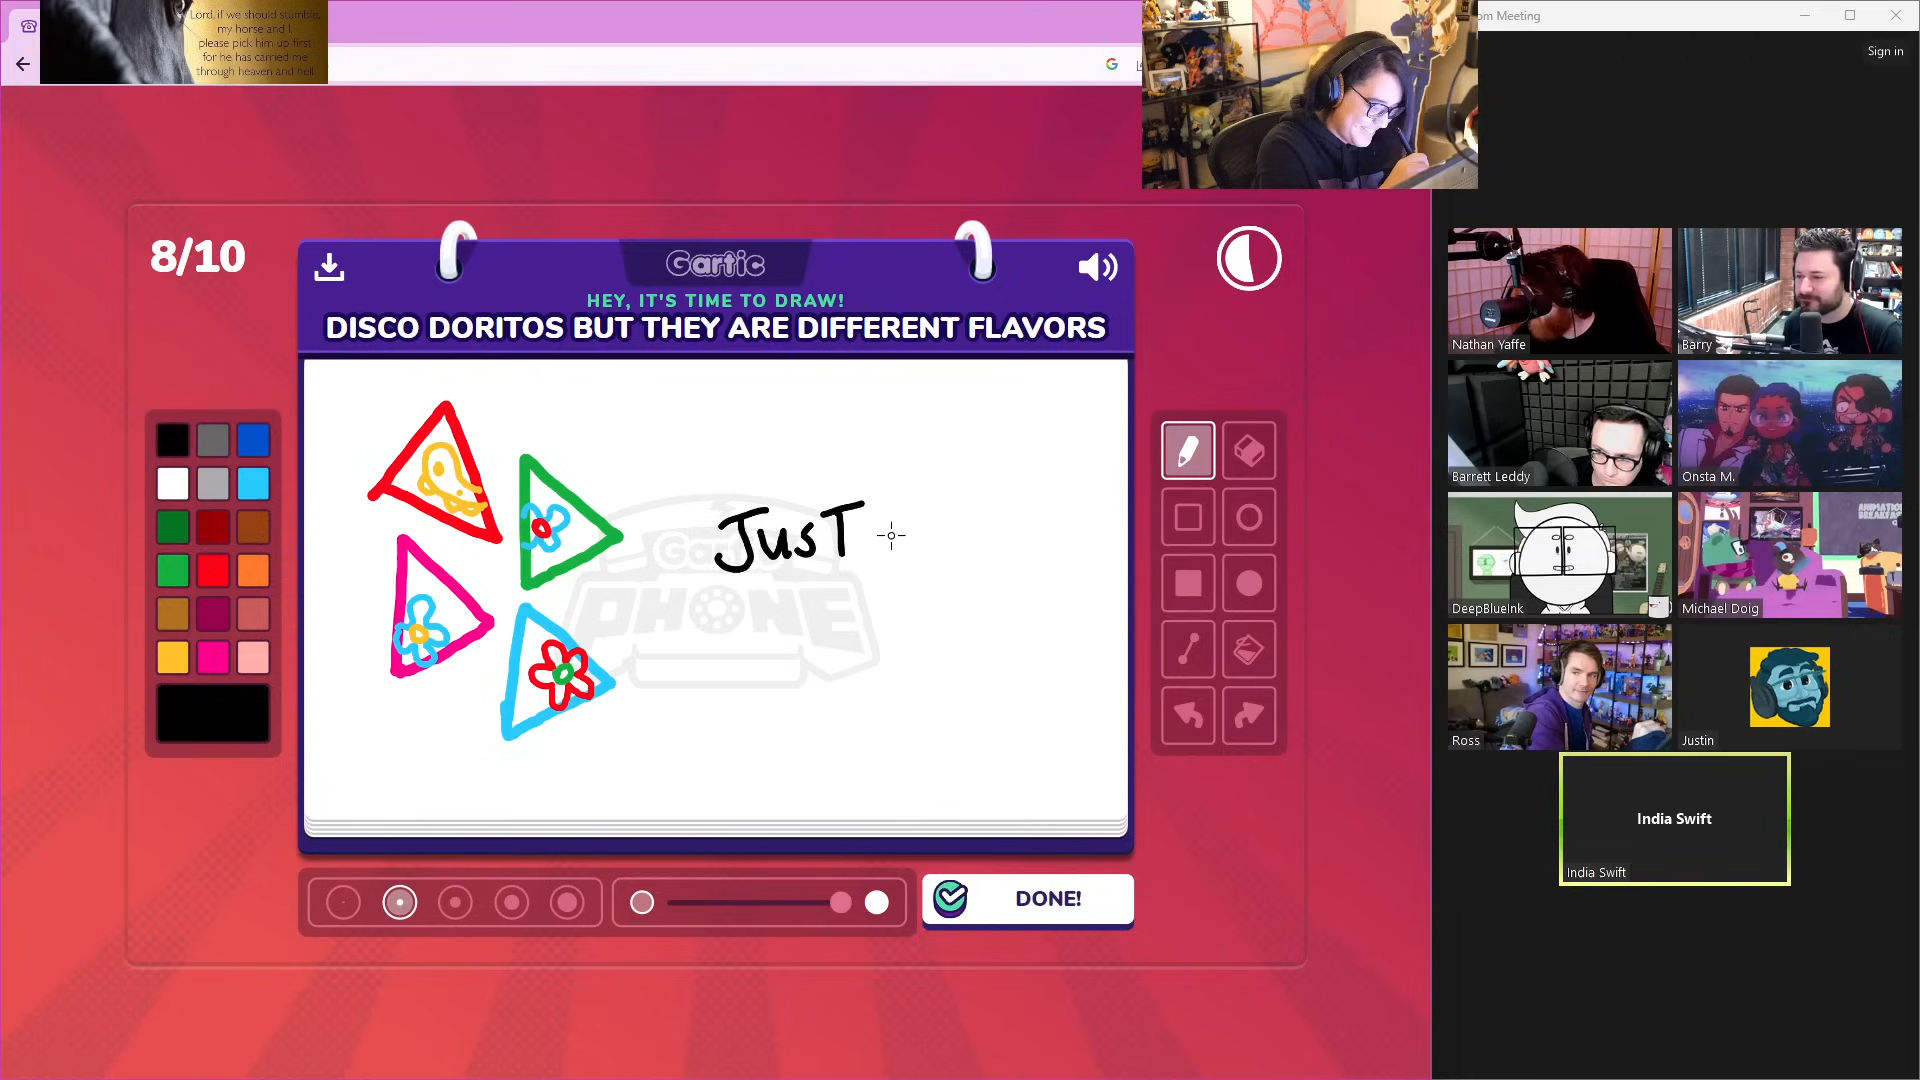 Lord, if we should stumble,
my horse and I,
please pick him up first
for he has carried me
through heaven and hell
om Meeting
Sign in
8/10
Gartic
HEY, IT'S TIME TO DRAW!
DISCO DORITOS BUT THEY ARE DIFFERENT FLAVORS
JusT
Gartic
PHONE
DONE!
Nathan Yaffe
Barry
Barrett Leddy
Onsta M.
DeepBlueInk
Michael Doig
Ross
Justin
India Swift
India Swift